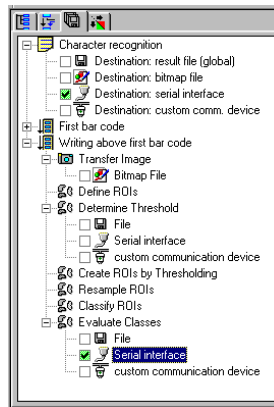 Character recognition
Destination: result file (global)
Destination: bitmap file
Destination: serial interface
Destination: custom comm. device
First bar code
Writing above first bar code
Transfer Image
Bitmap File
Define ROIs
Determine Threshold
File
Serial interface
custom communication device
Create ROIs by Thresholding
Resample ROIs
Classify ROIs
Evaluate Classes
File
Serial interface
custom communication device